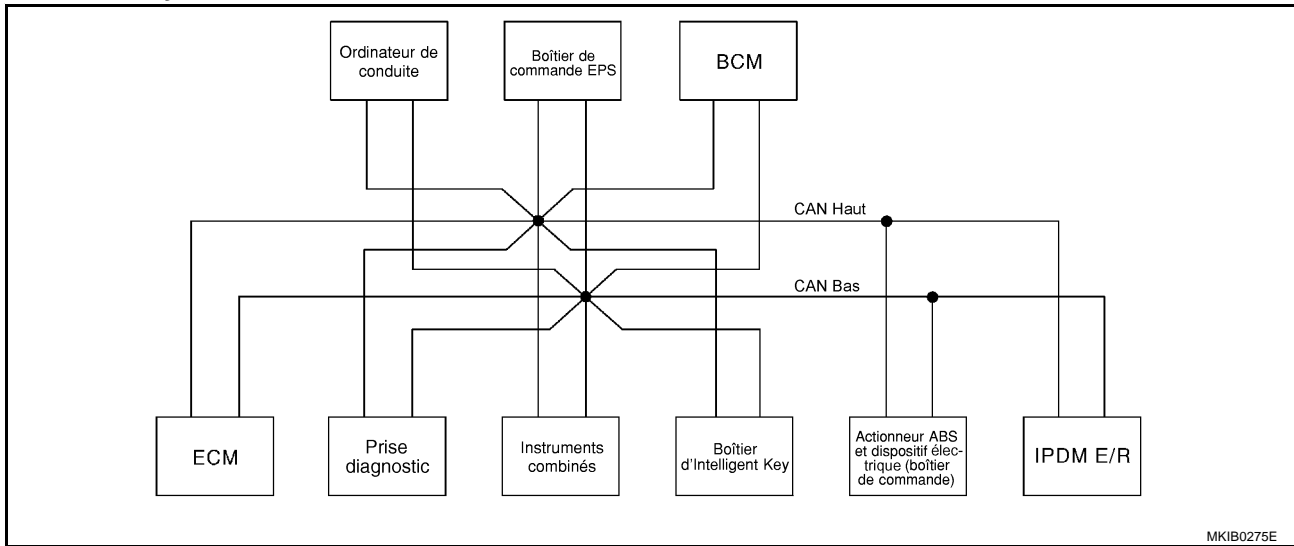 Ordinateur de
conduite
Boîtier de
commande EPS
BCM
CAN Haut
CAN Bas
ECM
Prise
diagnostic
Instruments
combinés
Boîtier
d'Intelligent Key
Actionneur ABS
et dispositif élec-
trique (boîtier
de commande)
IPDM E/R
MKIB0275E